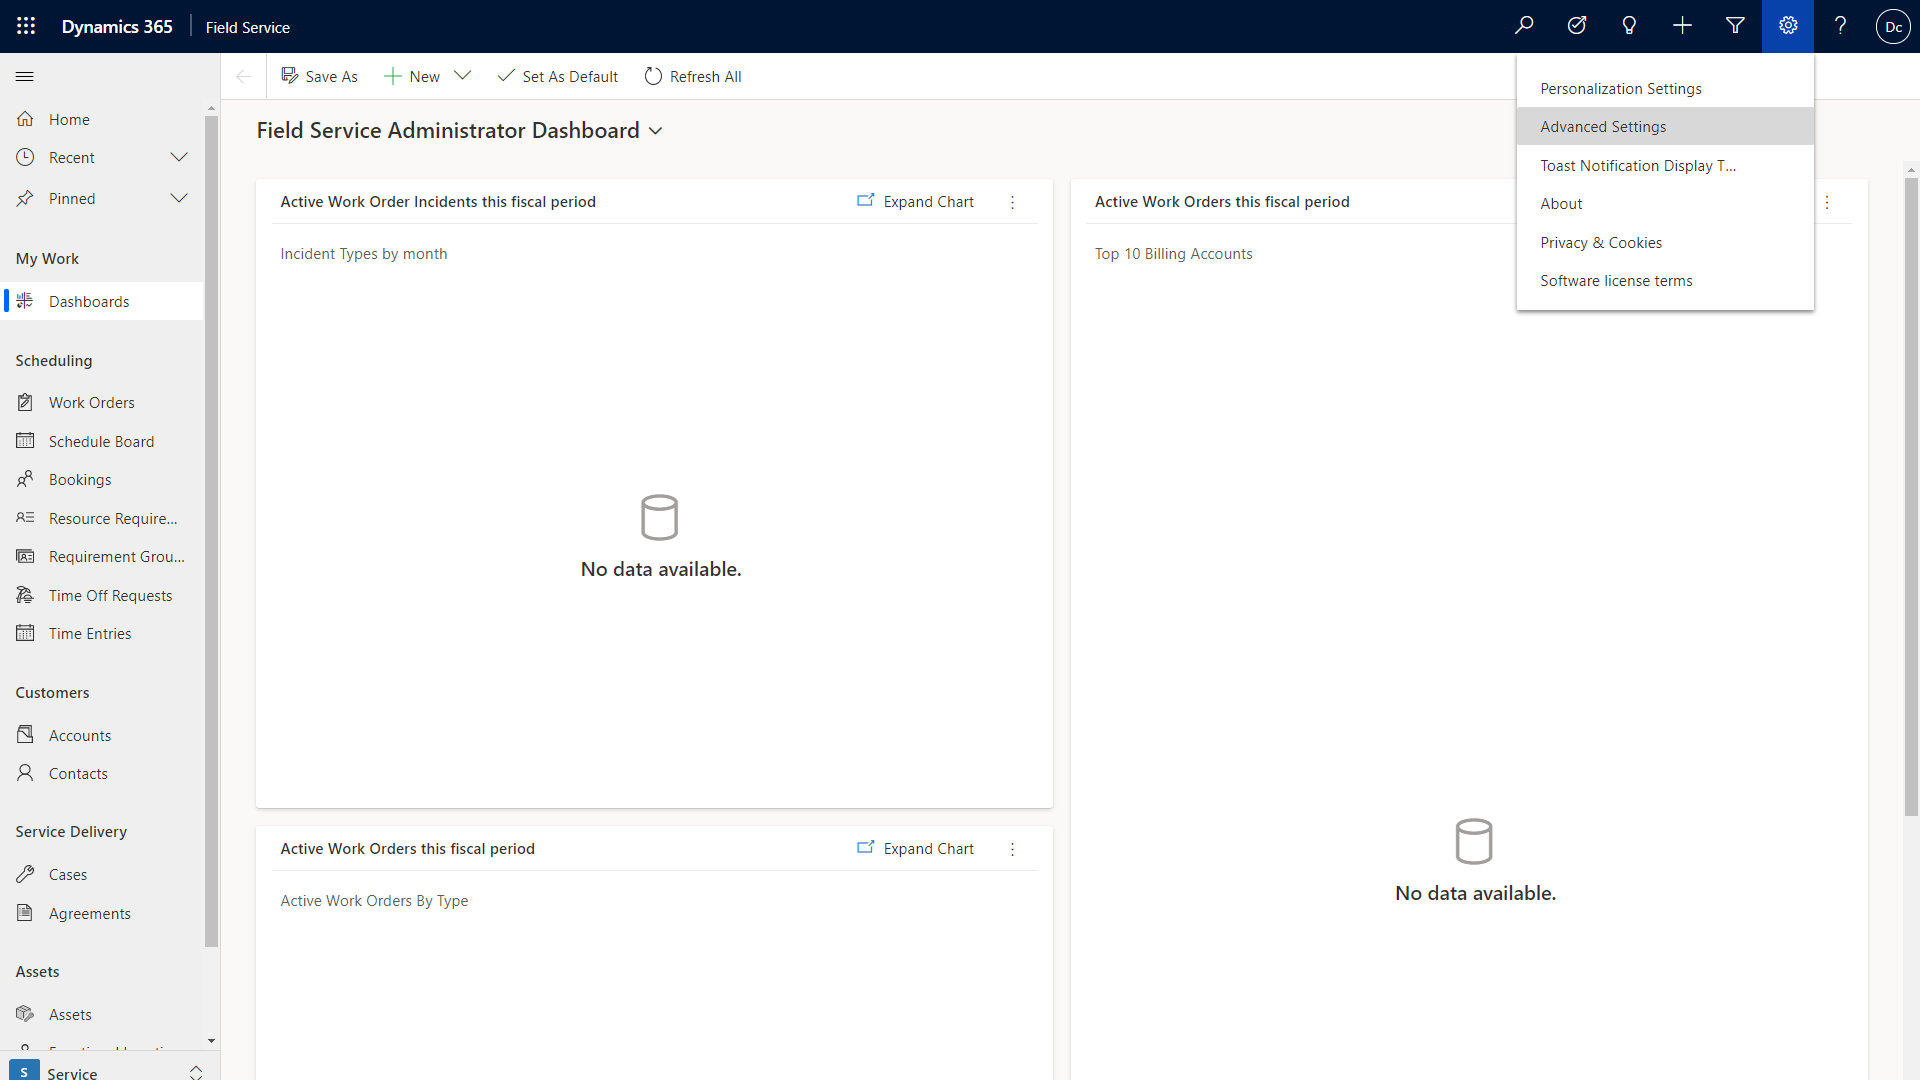 Dynamics 365
Field Service
Dc
Save As
New
Set As Default
Refresh All
Personalization Settings
Advanced Settings
Toast Notification Display T...
About
Privacy & Cookies
Software license terms
Home
Recent
Pinned
My Work
Dashboards
Scheduling
Work Orders
Schedule Board
Bookings
Resource Require...
Requirement Grou...
Time Off Requests
Time Entries
Customers
Accounts
Contacts
Service Delivery
Cases
Agreements
Assets
Assets
S
Service
Field Service Administrator Dashboard
Active Work Order Incidents this fiscal period
Expand Chart
Incident Types by month
No data available.
Active Work Orders this fiscal period
Expand Chart
Active Work Orders By Type
Active Work Orders this fiscal period
Top 10 Billing Accounts
No data available.